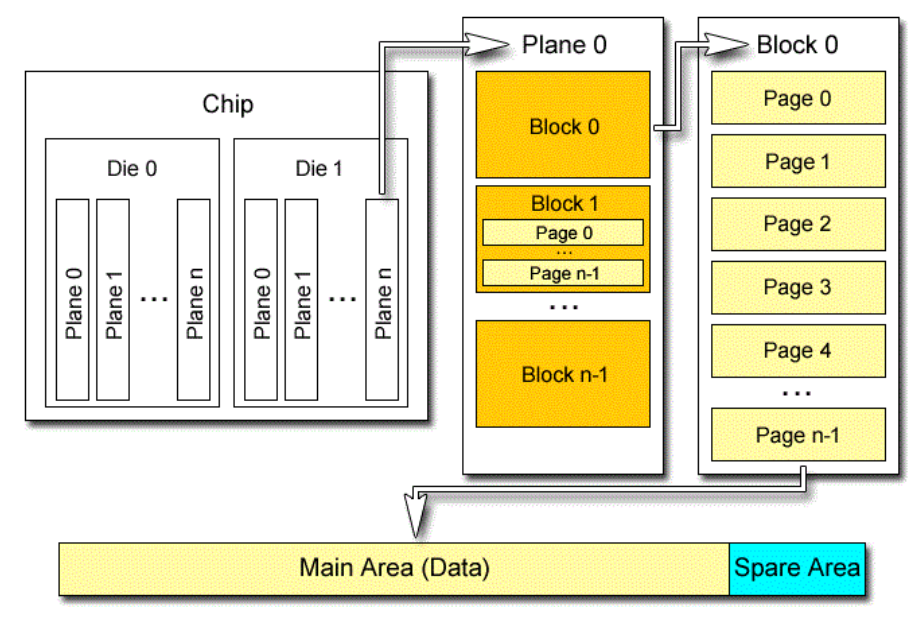 Chip
Die 0
Plane 0
Plane 1
...
Plane n
Die 1
Plane 0
Plane 1
...
Plane n
Plane 0
Block 0
Block 1
Page 0
...
Page n-1
...
Block n-1
Block 0
Page 0
Page 1
Page 2
Page 3
Page 4
...
Page n-1
Main Area (Data)
Spare Area